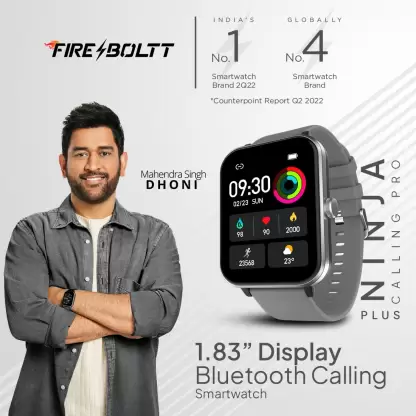 FIRE BOLTT
INDIA'S
No. 1
Smartwatch
Brand 2Q22
GLOBALLY
No. 4
Smartwatch
Brand
*Counterpoint Report Q2 2022
Mahendra Singh
DHONI
09:30
02/23 SUN
98
90
2000
23568
23°
NINJA
CALLING PRO
PLUS
1.83” Display
Bluetooth Calling
Smartwatch